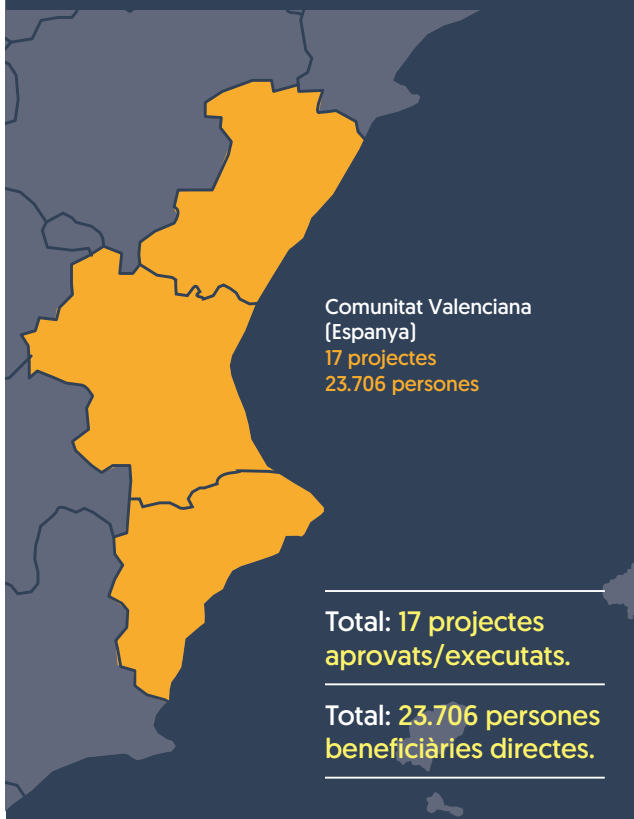 Comunitat Valenciana
(Espanya)
17 projectes
23.706 persones
Total: 17 projectes
aprovats/executats.
Total: 23.706 persones
beneficiàries directes.